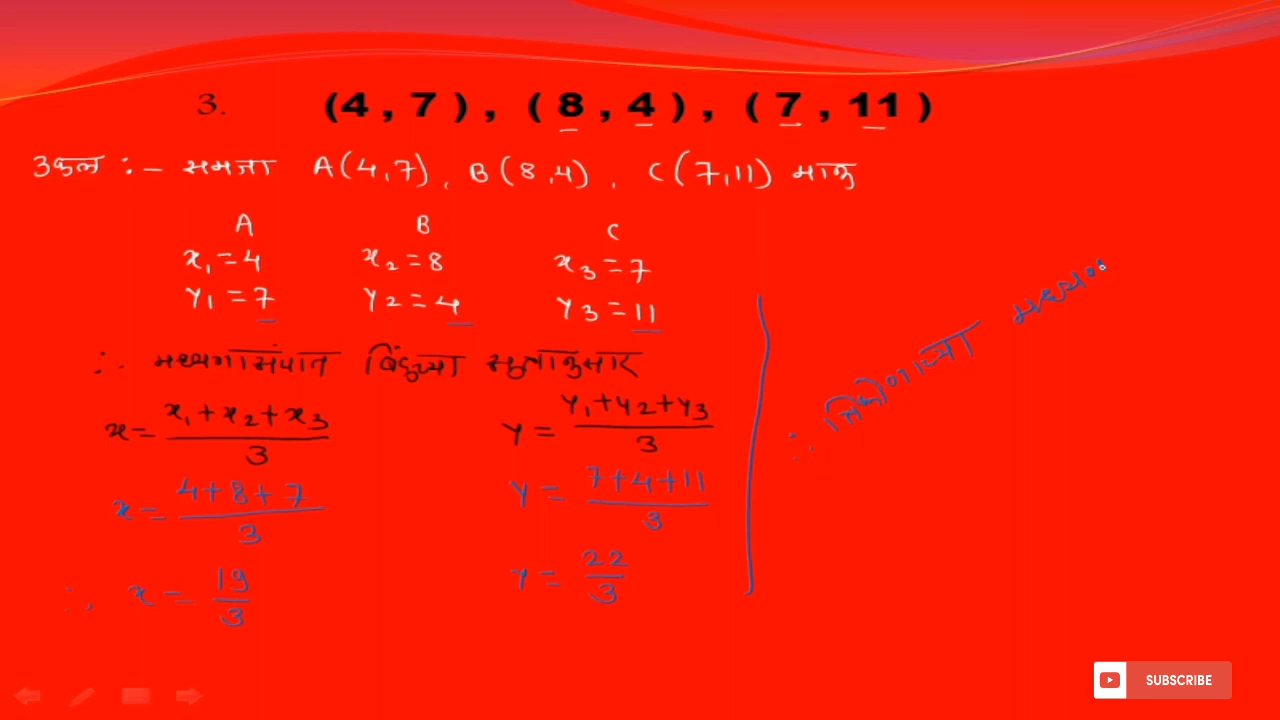 3. (4 , 7 ) , ( 8 , 4 ) , ( 7 , 11 )
उकल :- समजा A(4,7), B(8,4), C(7,11) मानु
A B C
x₁=4 x₂=8 x₃=7
y₁=7 y₂=4 y₃=11
∴ मध्यगासंपात बिंदुच्या सुत्रानुसार
x = (x₁+x₂+x₃)/3 y = (y₁+y₂+y₃)/3
x = (4+8+7)/3 y = (7+4+11)/3
∴ x = 19/3 y = 22/3
∴ त्रिकोणाच्या मध्यग
SUBSCRIBE